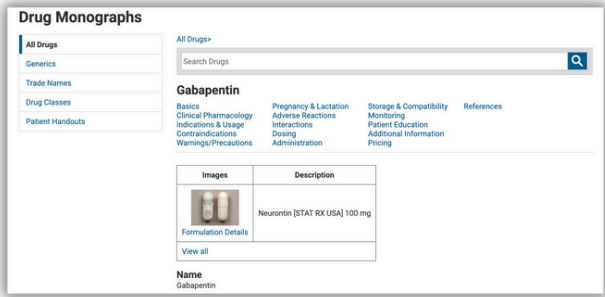 Drug Monographs
All Drugs
Generics
Trade Names
Drug Classes
Patient Handouts
All Drugs>
Search Drugs
Gabapentin
Basics
Clinical Pharmacology
Indications & Usage
Contraindications
Warnings/Precautions
Pregnancy & Lactation
Adverse Reactions
Interactions
Dosing
Administration
Storage & Compatibility
Monitoring
Patient Education
Additional Information
Pricing
References
Images Description
Neurontin [STAT RX USA] 100 mg
Formulation Details
View all
Name
Gabapentin